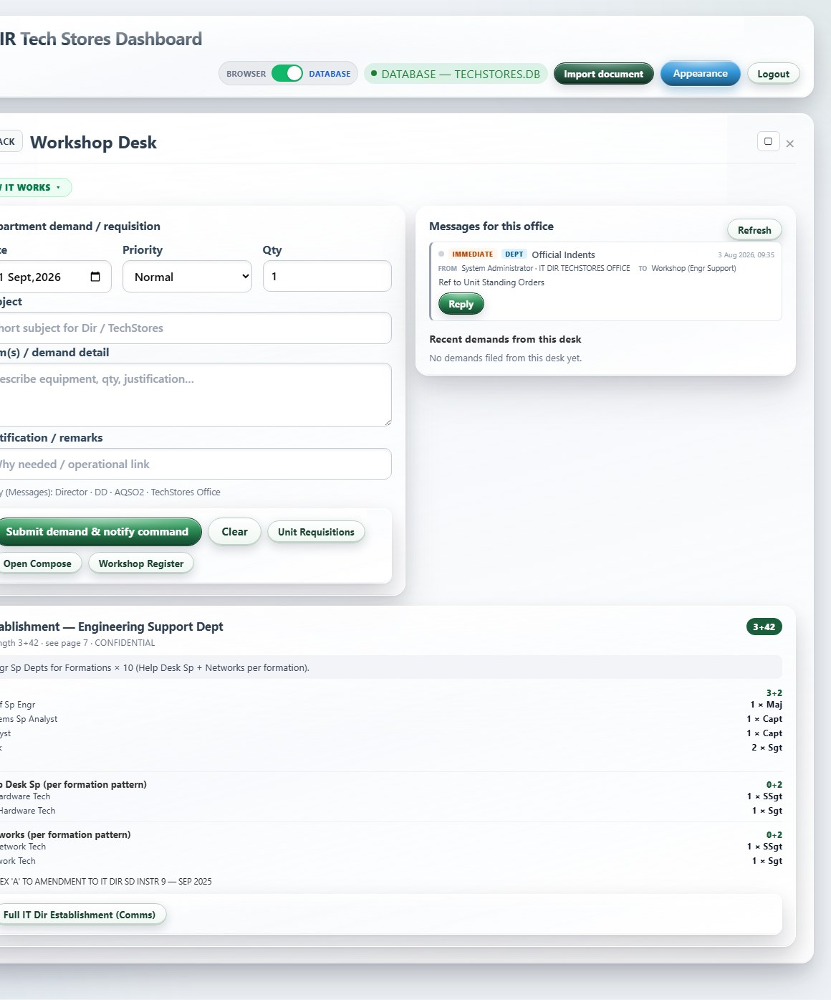 IR Tech Stores Dashboard
BROWSER DATABASE DATABASE — TECHSTORES.DB Import document Appearance Logout
ACK Workshop Desk
IT WORKS
partment demand / requisition
Priority Qty
1 Sept,2026 Normal 1
ject
hort subject for Dir / TechStores
m(s) / demand detail
escribe equipment, qty, justification...
tification / remarks
Why needed / operational link
y (Messages): Director · DD · AQSO2 · TechStores Office
Submit demand & notify command Clear Unit Requisitions
Open Compose Workshop Register
Messages for this office
Refresh
IMMEDIATE DEPT Official Indents 3 Aug 2026, 09:35
FROM System Administrator · IT DIR TECHSTORES OFFICE TO Workshop (Engr Support)
Ref to Unit Standing Orders
Reply
Recent demands from this desk
No demands filed from this desk yet.
ablishment — Engineering Support Dept 3+42
ngth 3+42 · see page 7 · CONFIDENTIAL
gr Sp Depts for Formations × 10 (Help Desk Sp + Networks per formation).
3+2
f Sp Engr 1 × Maj
ems Sp Analyst 1 × Capt
yst 1 × Capt
2 × Sgt
p Desk Sp (per formation pattern) 0+2
ardware Tech 1 × SSgt
Hardware Tech 1 × Sgt
works (per formation pattern) 0+2
etwork Tech 1 × SSgt
work Tech 1 × Sgt
EX 'A' TO AMENDMENT TO IT DIR SD INSTR 9 — SEP 2025
Full IT Dir Establishment (Comms)